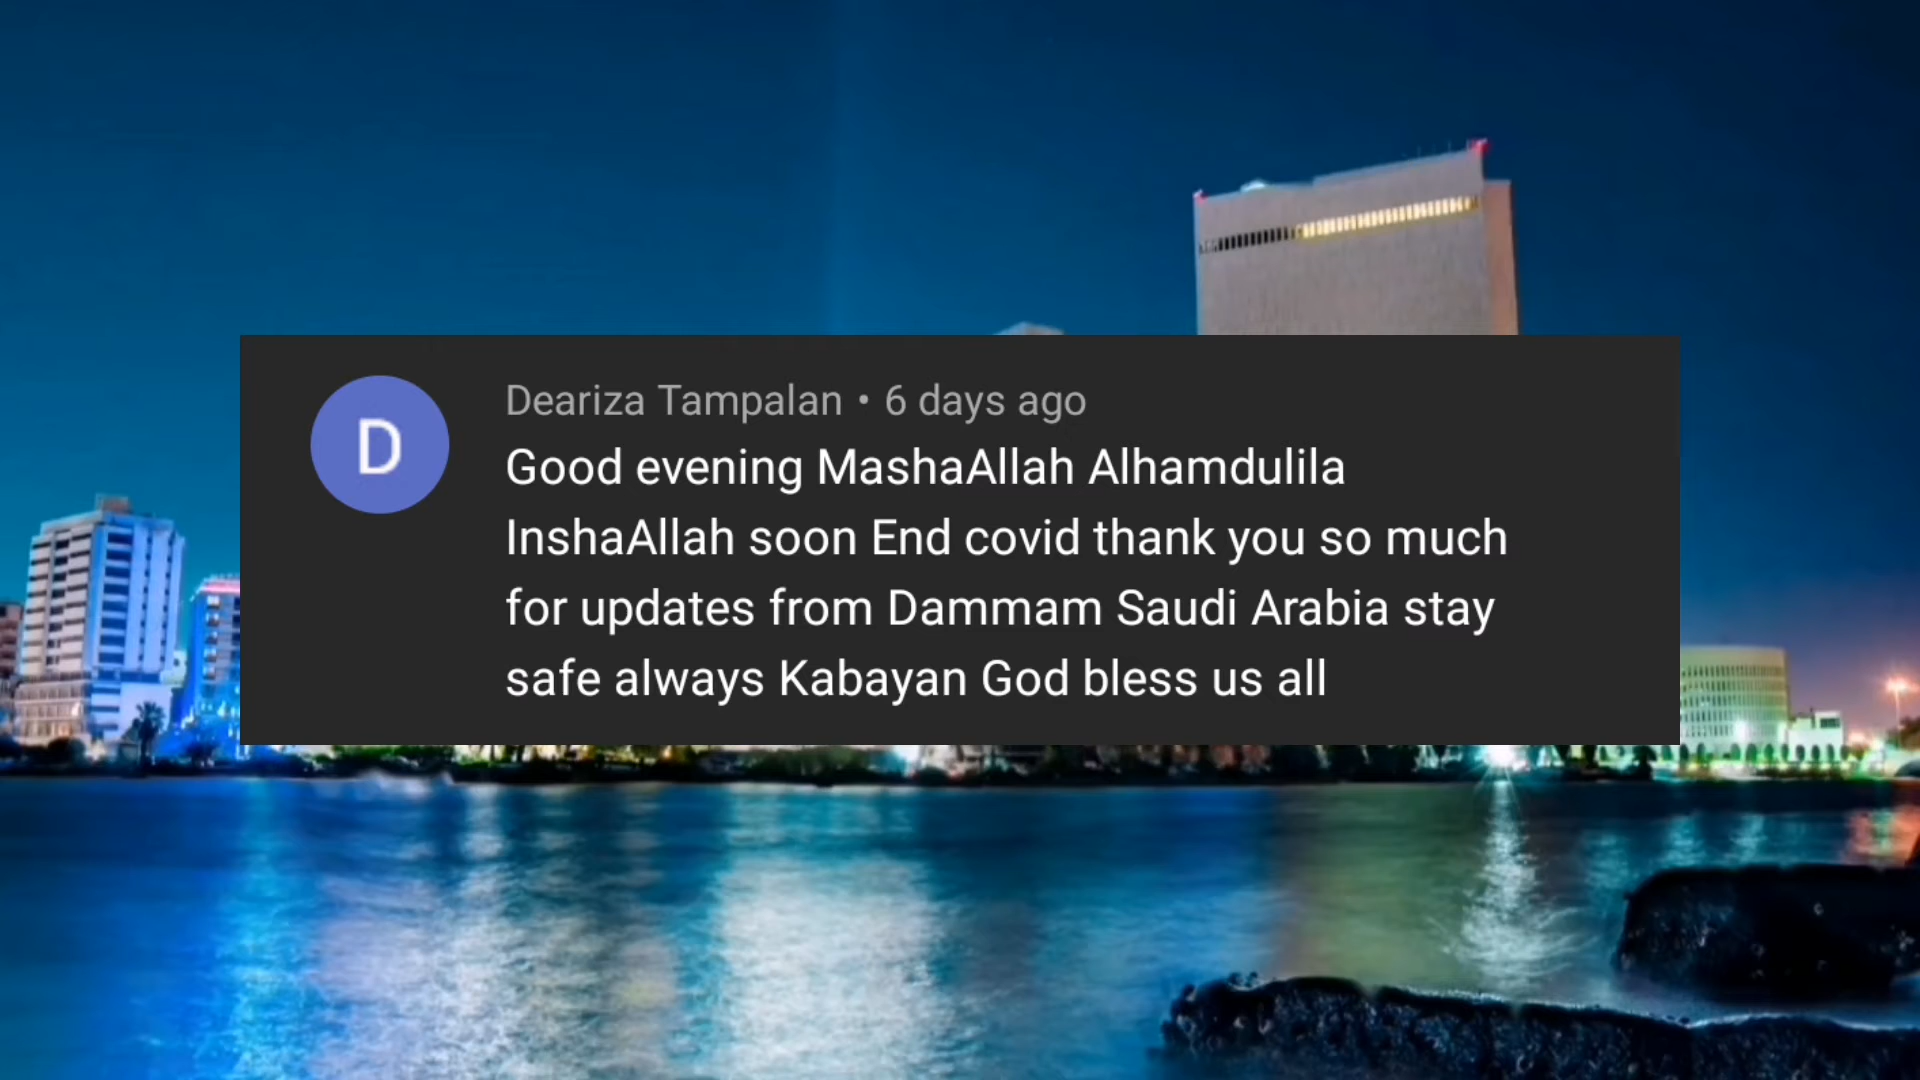 D
Deariza Tampalan • 6 days ago
Good evening MashaAllah Alhamdulila
InshaAllah soon End covid thank you so much
for updates from Dammam Saudi Arabia stay
safe always Kabayan God bless us all